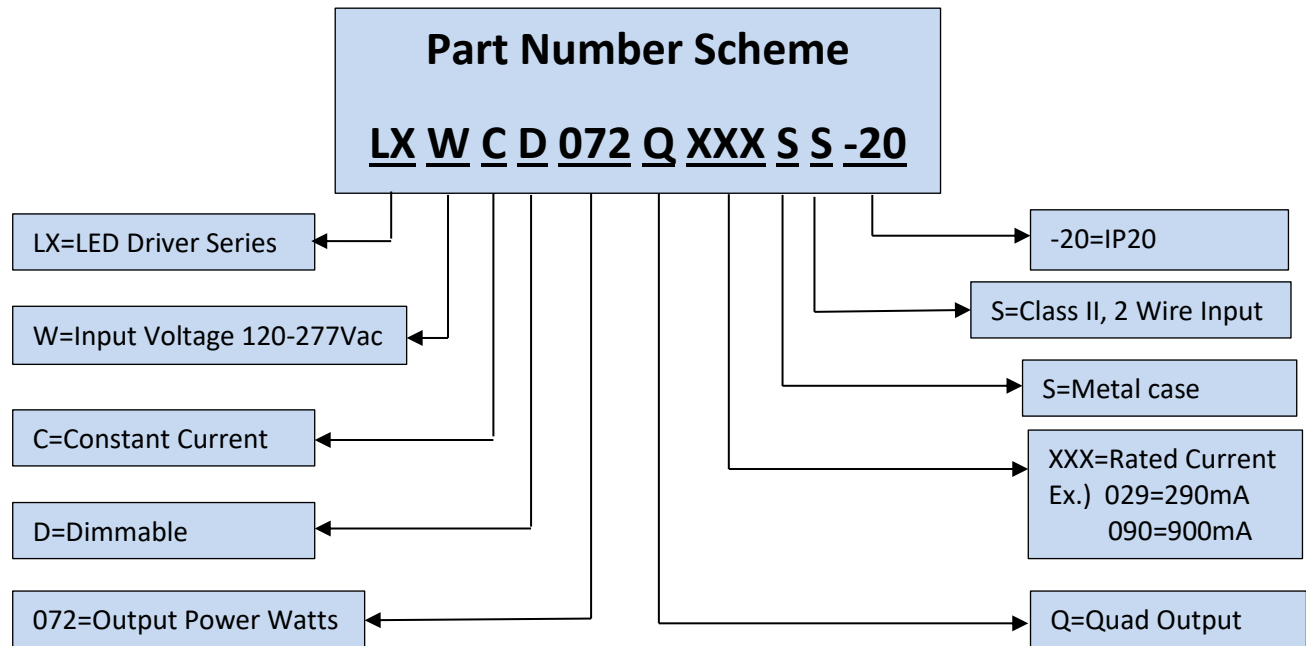 Part Number Scheme
LX W C D 072 Q XXX S S -20
LX=LED Driver Series
W=Input Voltage 120-277Vac
C=Constant Current
D=Dimmable
072=Output Power Watts
-20=IP20
S=Class II, 2 Wire Input
S=Metal case
XXX=Rated Current
Ex.) 029=290mA
090=900mA
Q=Quad Output